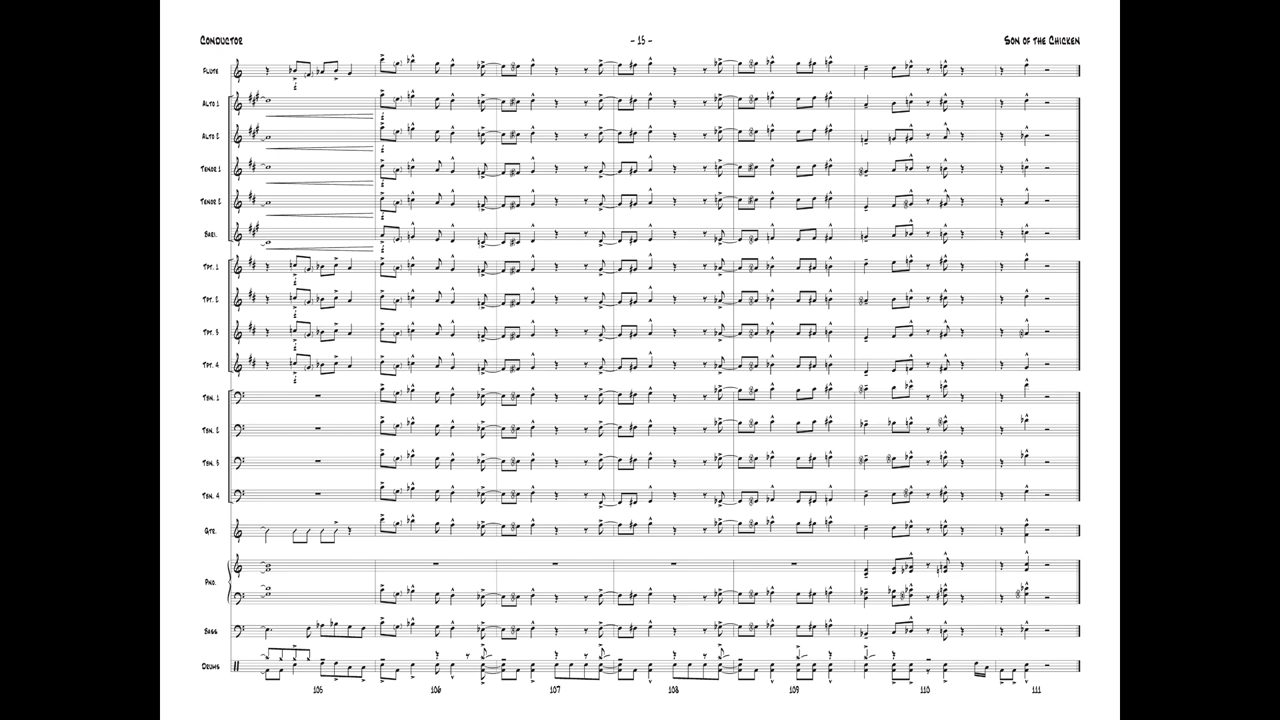 Conductor
- 15 -
Son of the Chicken
Flute
Alto 1
Alto 2
Tenor 1
Tenor 2
Bari.
Tpt. 1
Tpt. 2
Tpt. 3
Tpt. 4
Tbn. 1
Tbn. 2
Tbn. 3
Tbn. 4
Gtr.
Pno.
Bass
Drums
105 106 107 108 109 110 111